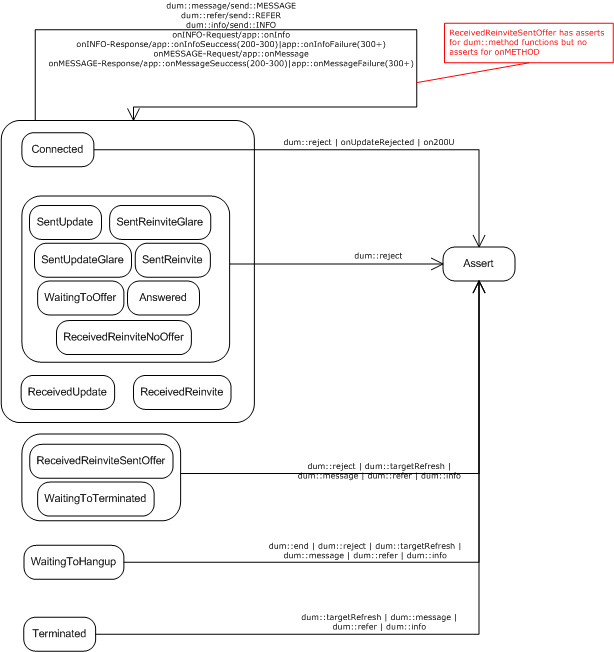 dum::message/send::MESSAGE
dum::refer/send::REFER
dum::info/send::INFO
onINFO-Request/app::onInfo
onINFO-Response/app::onInfoSeuccess(200-300)|app::onInfoFailure(300+)
onMESSAGE-Request/app::onMessage
onMESSAGE-Response/app::onMessageSeuccess(200-300)|app::onMessageFailure(300+)
ReceivedReinviteSentOffer has asserts
for dum::method functions but no
asserts for onMETHOD
Connected
dum::reject | onUpdateRejected | on200U
SentUpdate
SentReinviteGlare
SentUpdateGlare
SentReinvite
dum::reject
Assert
WaitingToOffer
Answered
ReceivedReinviteNoOffer
ReceivedUpdate
ReceivedReinvite
ReceivedReinviteSentOffer
WaitingToTerminated
dum::reject | dum::targetRefresh |
dum::message | dum::refer | dum::info
WaitingToHangup
dum::end | dum::reject | dum::targetRefresh |
dum::message | dum::refer | dum::info
Terminated
dum::targetRefresh | dum::message |
dum::refer | dum::info